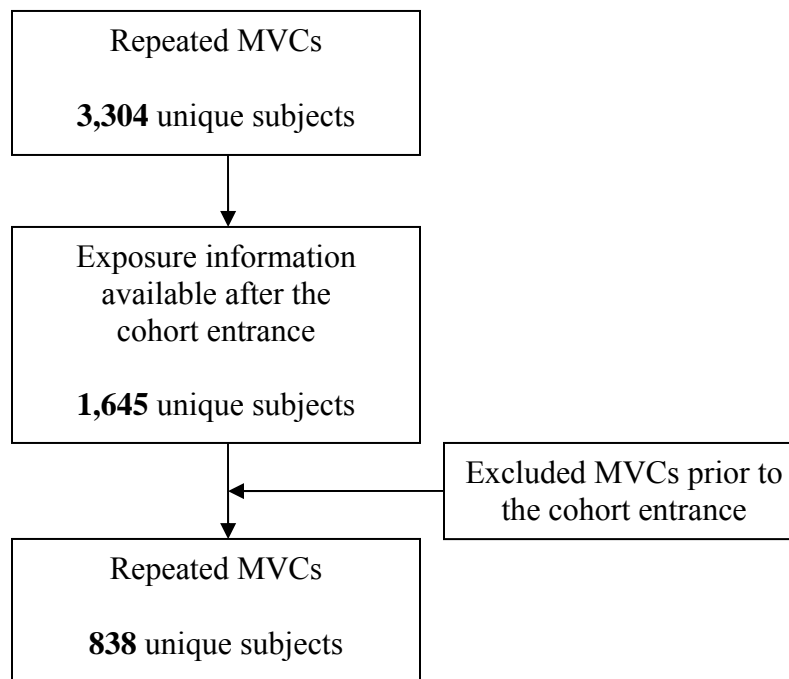 Repeated MVCs
3,304 unique subjects
Exposure information
available after the
cohort entrance
1,645 unique subjects
Excluded MVCs prior to
the cohort entrance
Repeated MVCs
838 unique subjects